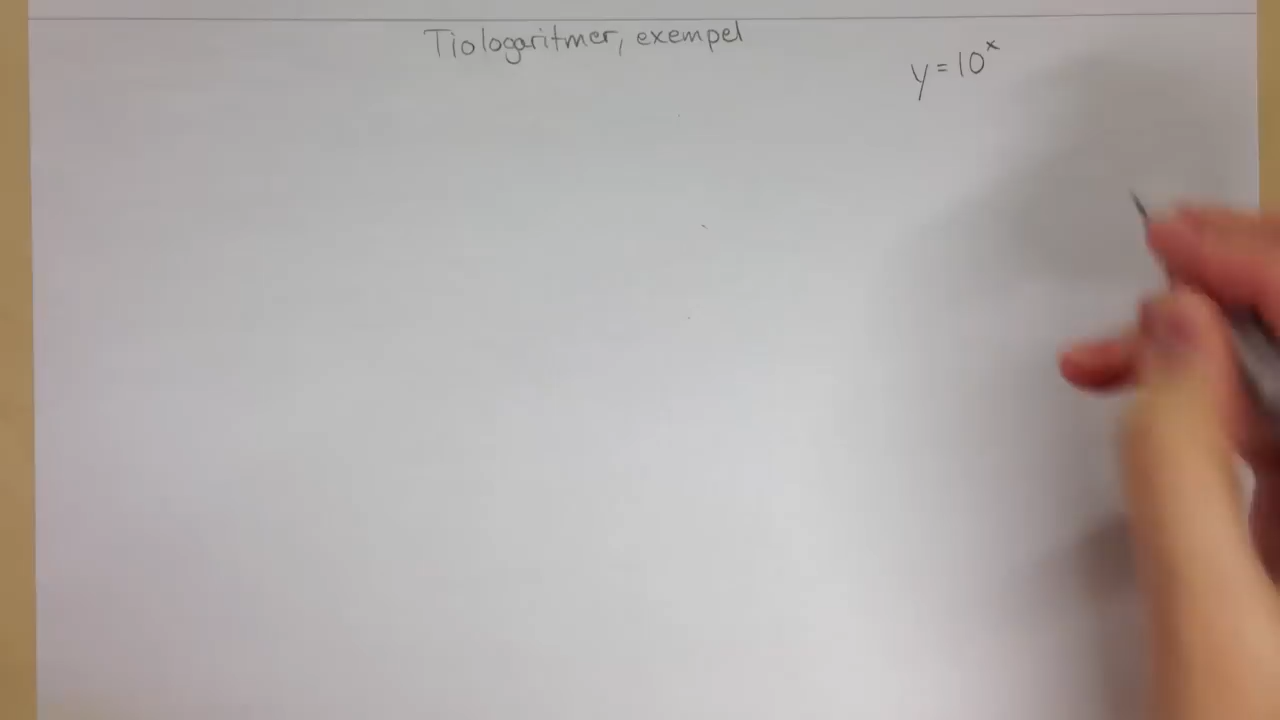 Tiologaritmer, exempel
y = 10^x